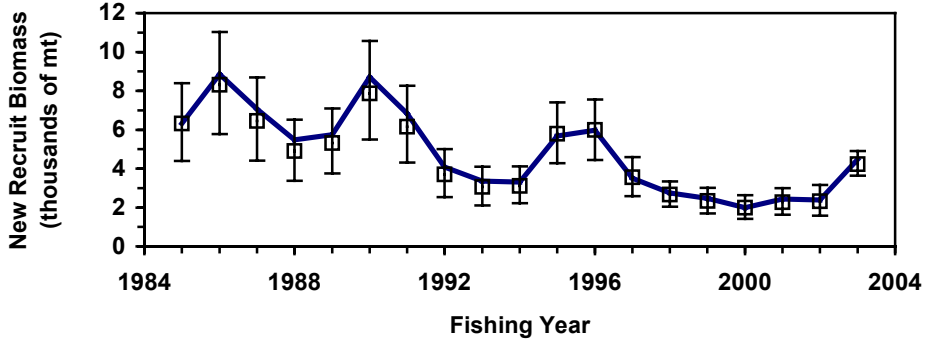 New Recruit Biomass
(thousands of mt)
12
10
8
6
4
2
0
1984 1988 1992 1996 2000 2004
Fishing Year